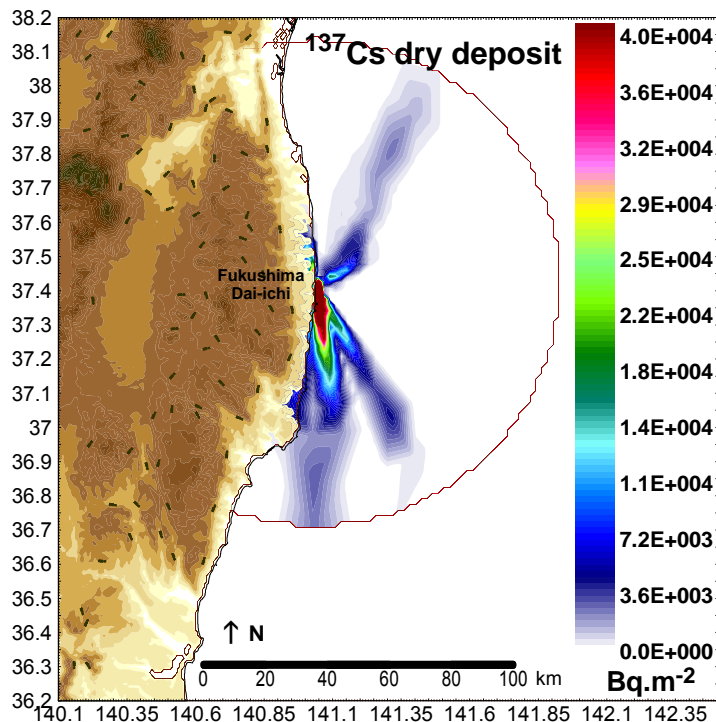 38.2
38.1
38
37.9
37.8
37.7
37.6
37.5
37.4
37.3
37.2
37.1
37
36.9
36.8
36.7
36.6
36.5
36.4
36.3
36.2
137Cs dry deposit
Fukushima
Dai-ichi
↑ N
0 20 40 60 80 100 km
140.1 140.35 140.6 140.85 141.1 141.35 141.6 141.85 142.1 142.35
4.0E+004
3.6E+004
3.2E+004
2.9E+004
2.5E+004
2.2E+004
1.8E+004
1.4E+004
1.1E+004
7.2E+003
3.6E+003
0.0E+000
Bq.m-2